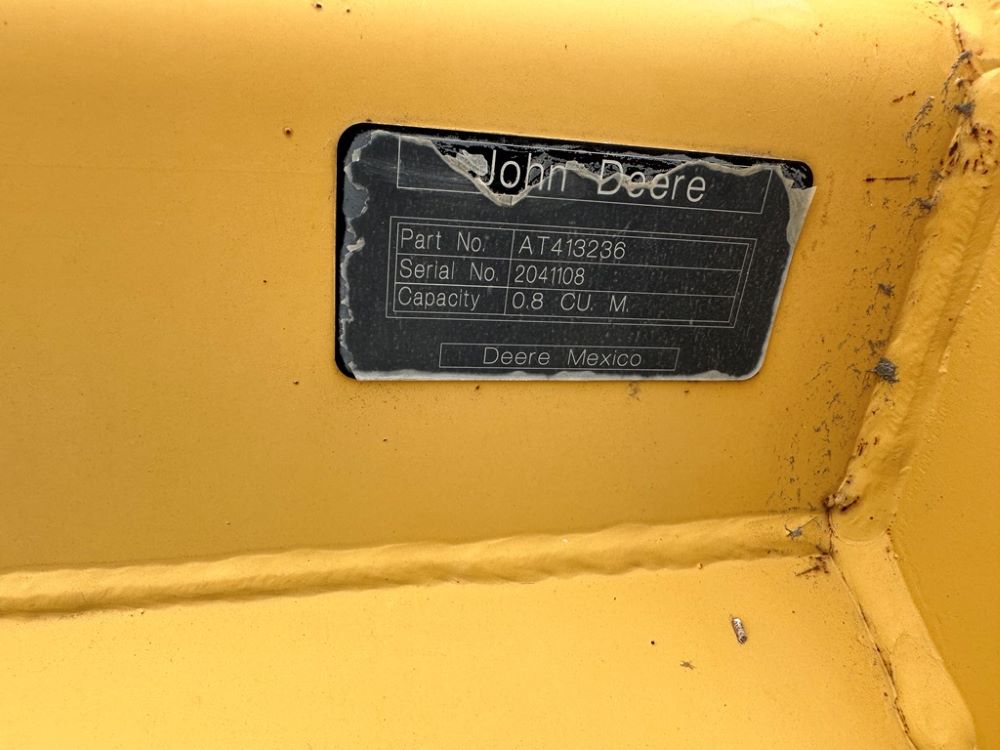 John Deere
Part No. AT413236
Serial No. 2041108
Capacity 0.8 CU. M.
Deere Mexico